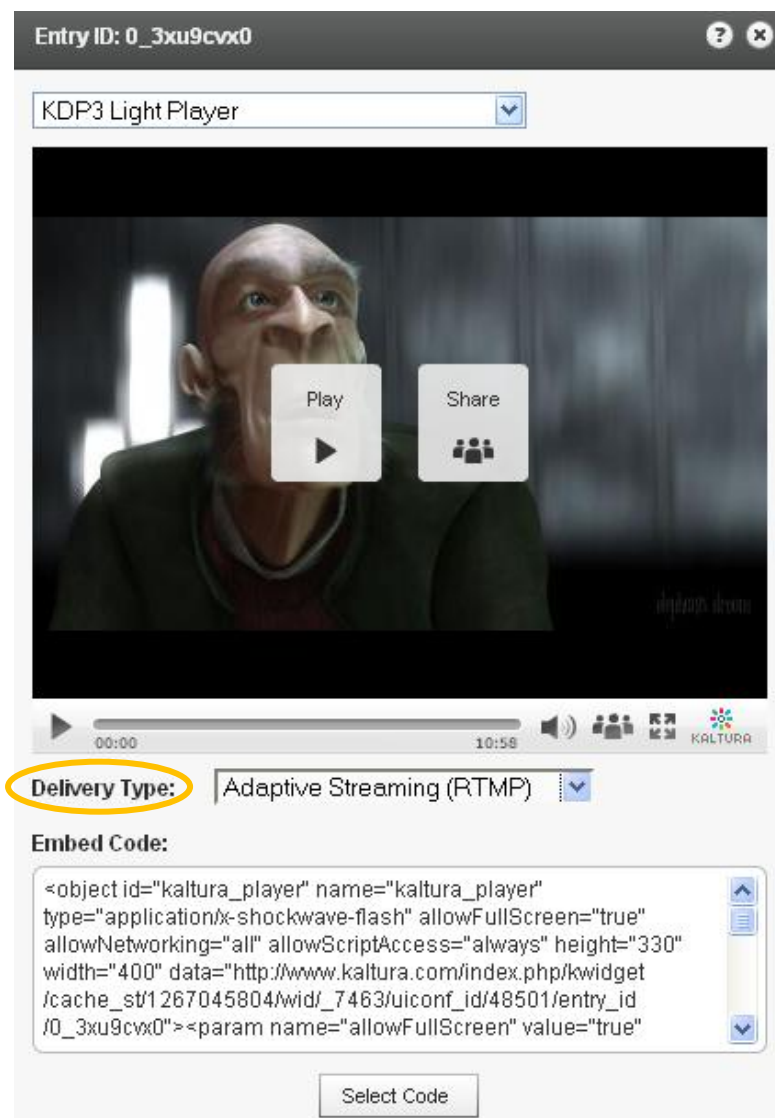 Entry ID: 0_3xu9cvx0
KDP3 Light Player
Play
Share
elephants dream
00:00
10:58
KALTURA
Delivery Type:
Adaptive Streaming (RTMP)
Embed Code:
<object id="kaltura_player" name="kaltura_player"
type="application/x-shockwave-flash" allowFullScreen="true"
allowNetworking="all" allowScriptAccess="always" height="330"
width="400" data="http://www.kaltura.com/index.php/kwidget
/cache_st/1267045804/wid/_7463/uiconf_id/48501/entry_id
/0_3xu9cvx0"><param name="allowFullScreen" value="true"
Select Code